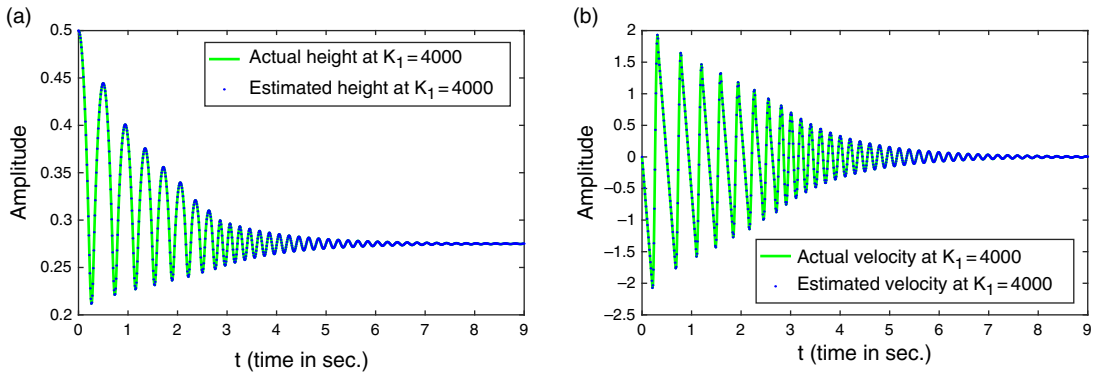 (a)
0.5
0.45
0.4
0.35
0.3
0.25
0.2
Amplitude
Actual height at K₁ = 4000
Estimated height at K₁ = 4000
0 1 2 3 4 5 6 7 8 9
t (time in sec.)
(b)
2
1.5
1
0.5
0
−0.5
−1
−1.5
−2
−2.5
Amplitude
Actual velocity at K₁ = 4000
Estimated velocity at K₁ = 4000
0 1 2 3 4 5 6 7 8 9
t (time in sec.)